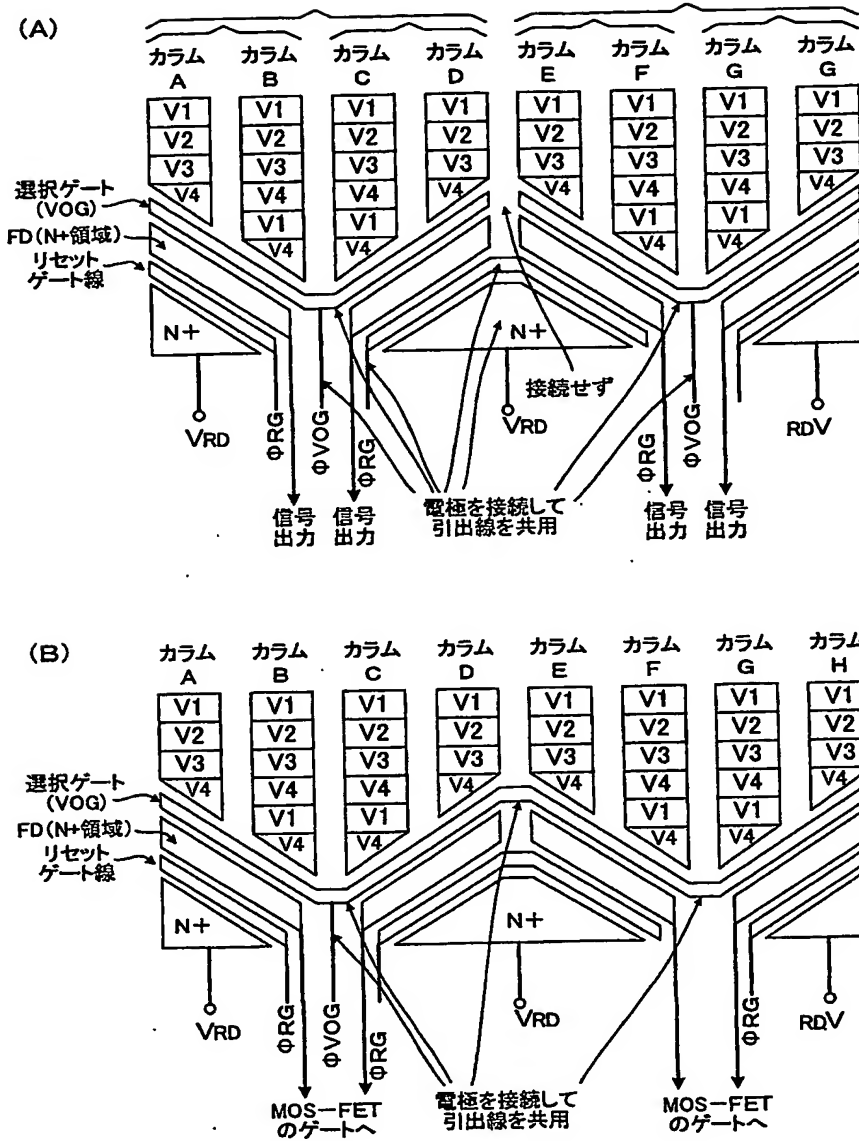 (A)
カラム カラム カラム カラム カラム カラム カラム カラム
A B C D E F G G
V1 V1 V1 V1 V1 V1 V1 V1
V2 V2 V2 V2 V2 V2 V2 V2
V3 V3 V3 V3 V3 V3 V3 V3
V4 V4 V4 V4 V4 V4 V4 V4
V1 V1 V1 V1
V4 V4 V4 V4
選択ゲート
(VOG)
FD(N+領域)
リセット
ゲート線
N+ N+
接続せず
VRD ΦRG ΦVOG ΦRG VRD ΦRG ΦVOG RDV
信号
出力
信号
出力
電極を接続して
引出線を共用
信号
出力
信号
出力
(B)
カラム カラム カラム カラム カラム カラム カラム カラム
A B C D E F G H
V1 V1 V1 V1 V1 V1 V1 V1
V2 V2 V2 V2 V2 V2 V2 V2
V3 V3 V3 V3 V3 V3 V3 V3
V4 V4 V4 V4 V4 V4 V4 V4
V1 V1 V1 V1
V4 V4 V4 V4
選択ゲート
(VOG)
FD(N+領域)
リセット
ゲート線
N+ N+
VRD ΦRG ΦVOG ΦRG VRD ΦRG RDV
MOS-FET
のゲートへ
電極を接続して
引出線を共用
MOS-FET
のゲートへ